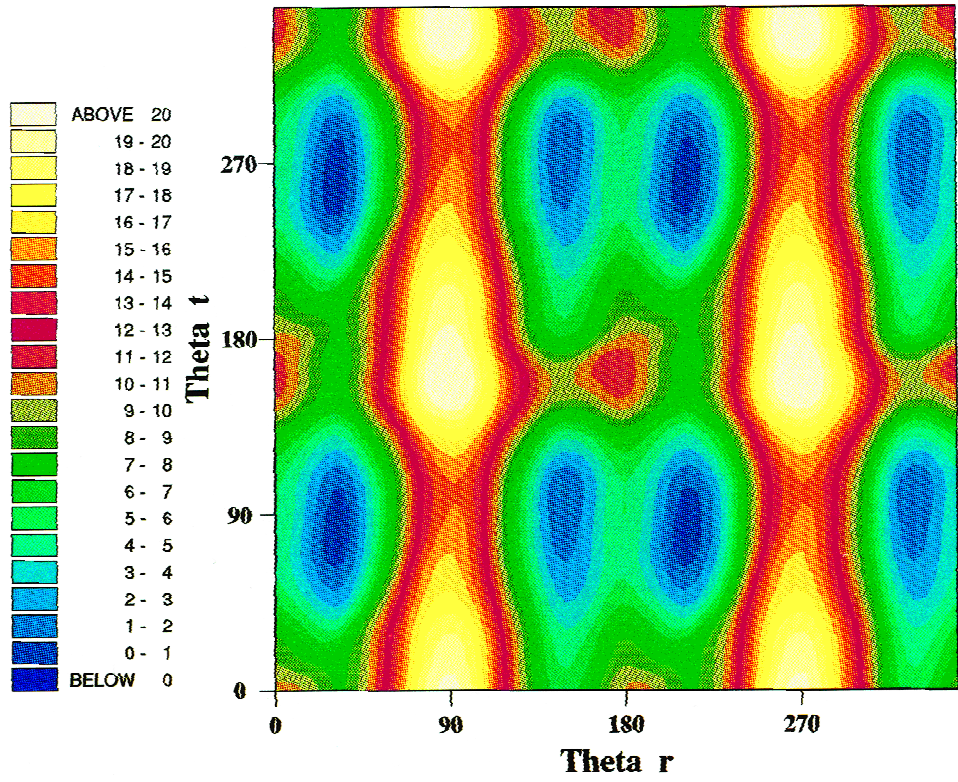 ABOVE 20
19 - 20
18 - 19
17 - 18
16 - 17
15 - 16
14 - 15
13 - 14
12 - 13
11 - 12
10 - 11
9 - 10
8 - 9
7 - 8
6 - 7
5 - 6
4 - 5
3 - 4
2 - 3
1 - 2
0 - 1
BELOW 0
Theta t
270
180
90
0
0 90 180 270
Theta r